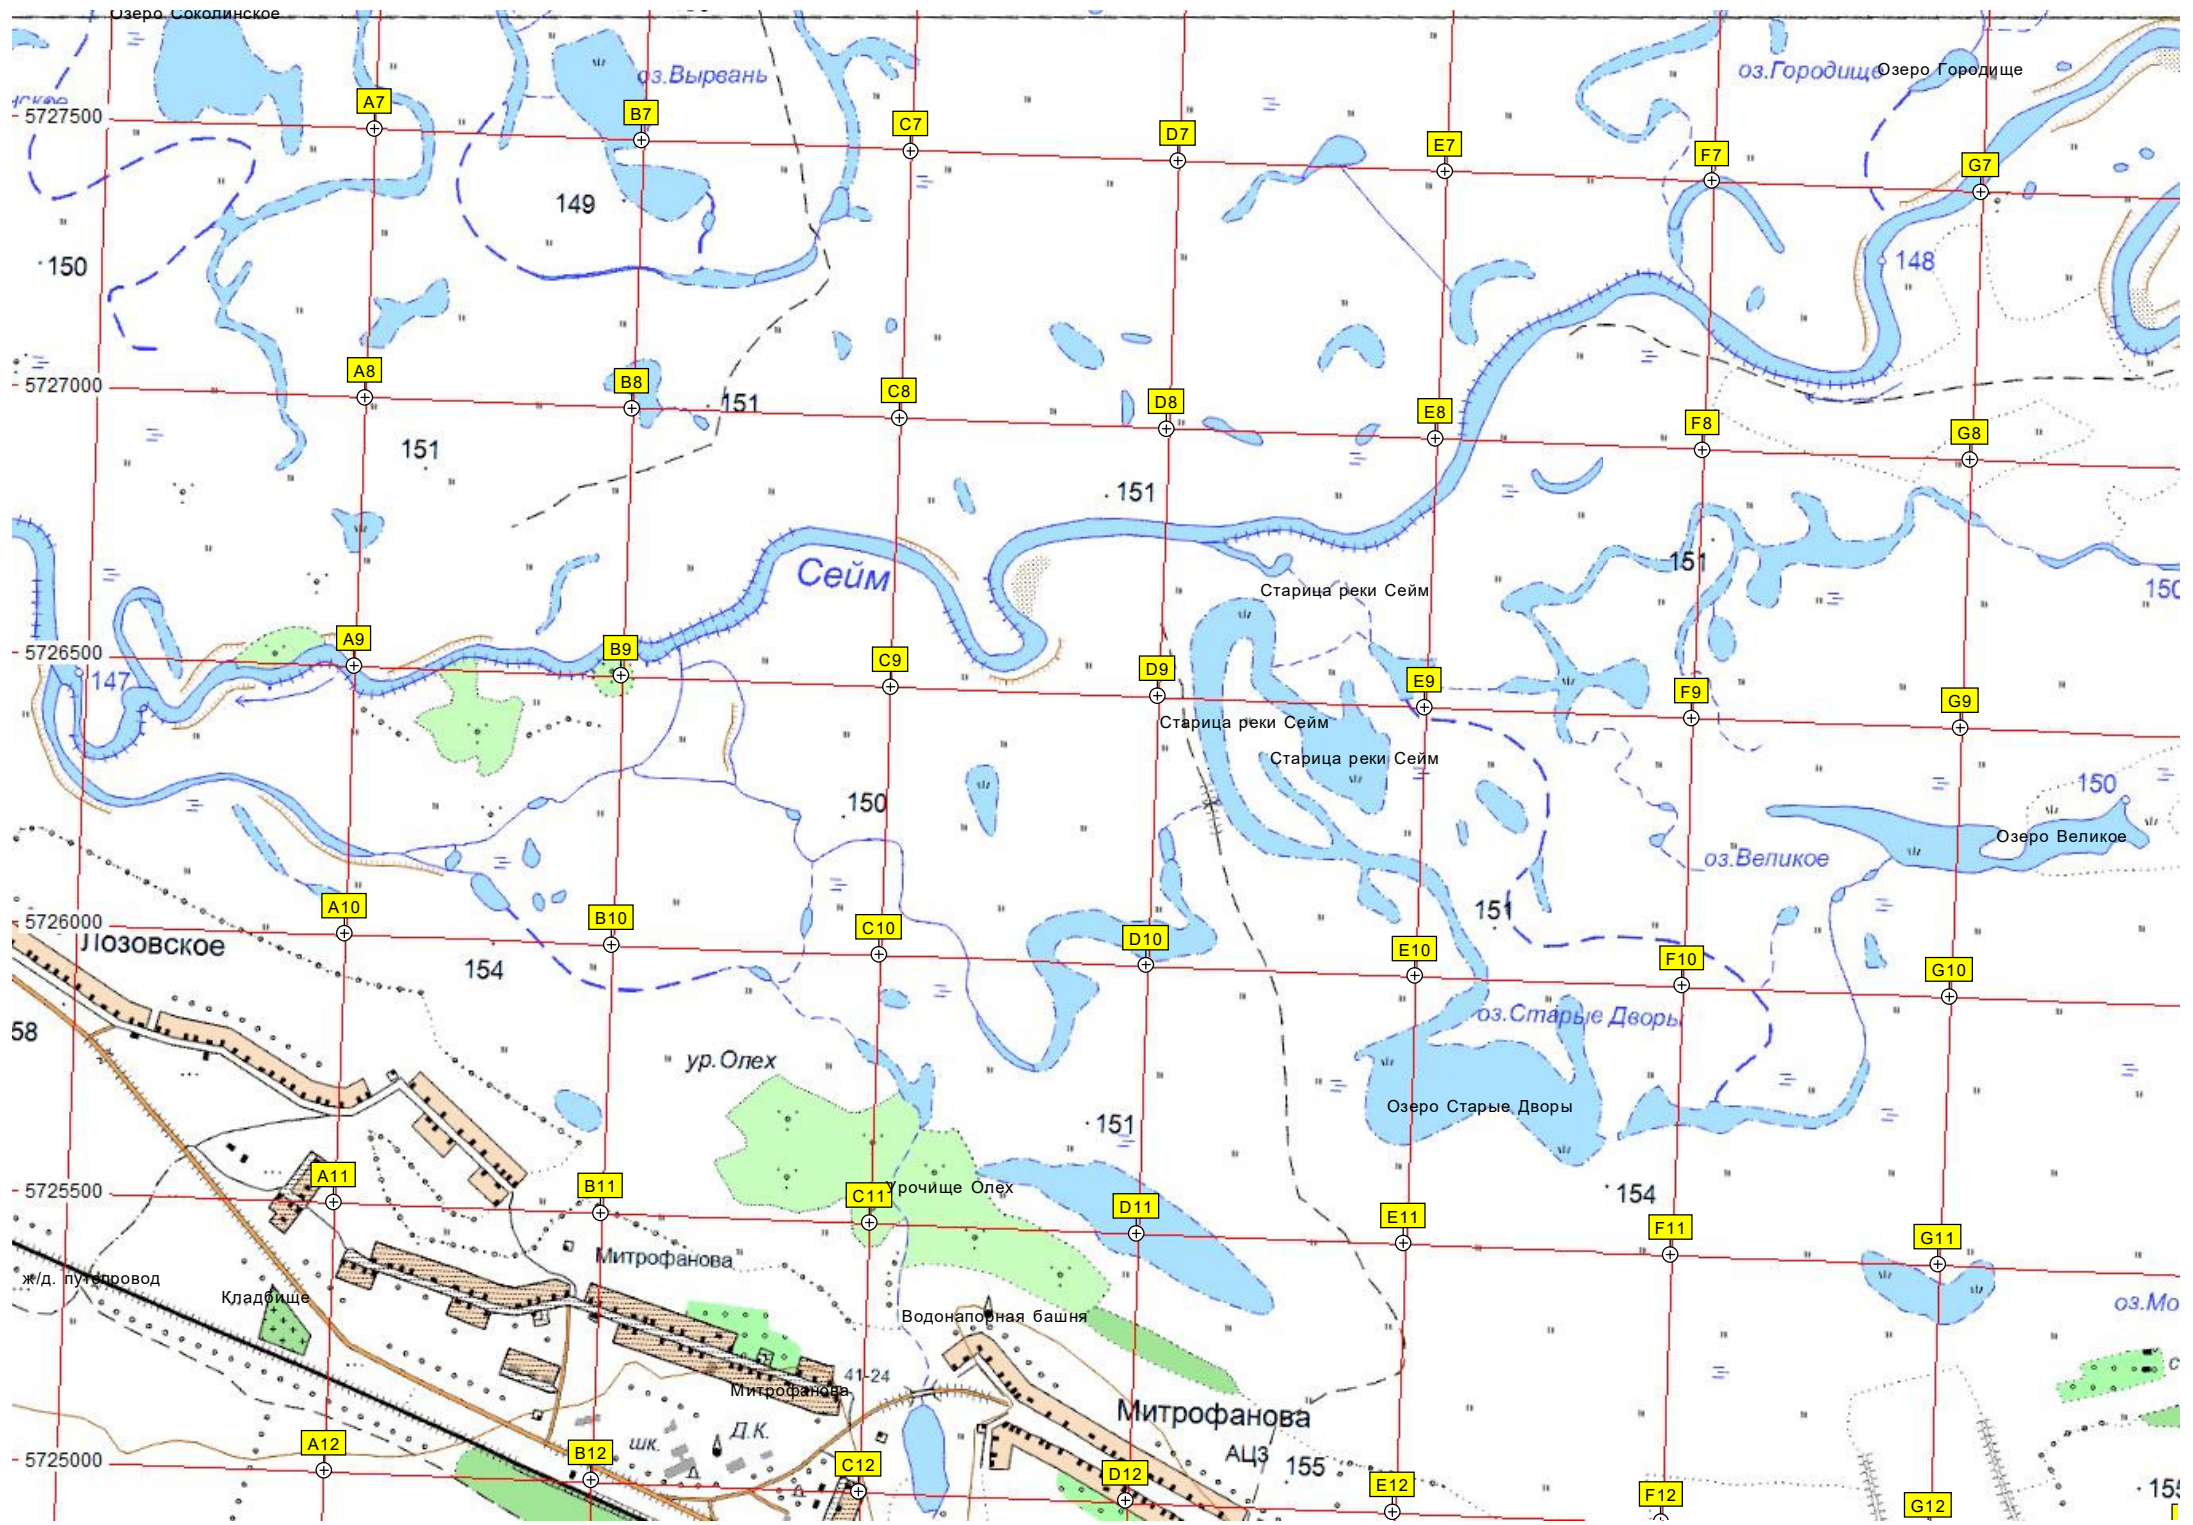 Озеро Соколинское
оз.Вырвань
оз.Городище
Озеро Городище
A7
B7
C7
D7
E7
F7
G7
5727500
149
150
148
A8
B8
C8
D8
E8
F8
G8
5727000
151
151
151
151
Сейм
150
Старица реки Сейм
A9
B9
C9
D9
E9
F9
G9
5726500
147
Старица реки Сейм
Старица реки Сейм
150
150
оз.Великое
Озеро Великое
A10
B10
C10
D10
E10
F10
G10
5726000
Лозовское
154
151
58
ур.Олех
оз.Старые Дворы
Озеро Старые Дворы
151
154
A11
B11
C11
D11
E11
F11
G11
5725500
Урочище Олех
Митрофанова
ж/д. путепровод
Кладбище
Водонапорная башня
оз.Мо
41-24
Митрофанова
Митрофанова
АЦЗ
шк.
Д.К.
155
155
A12
B12
C12
D12
E12
F12
G12
5725000